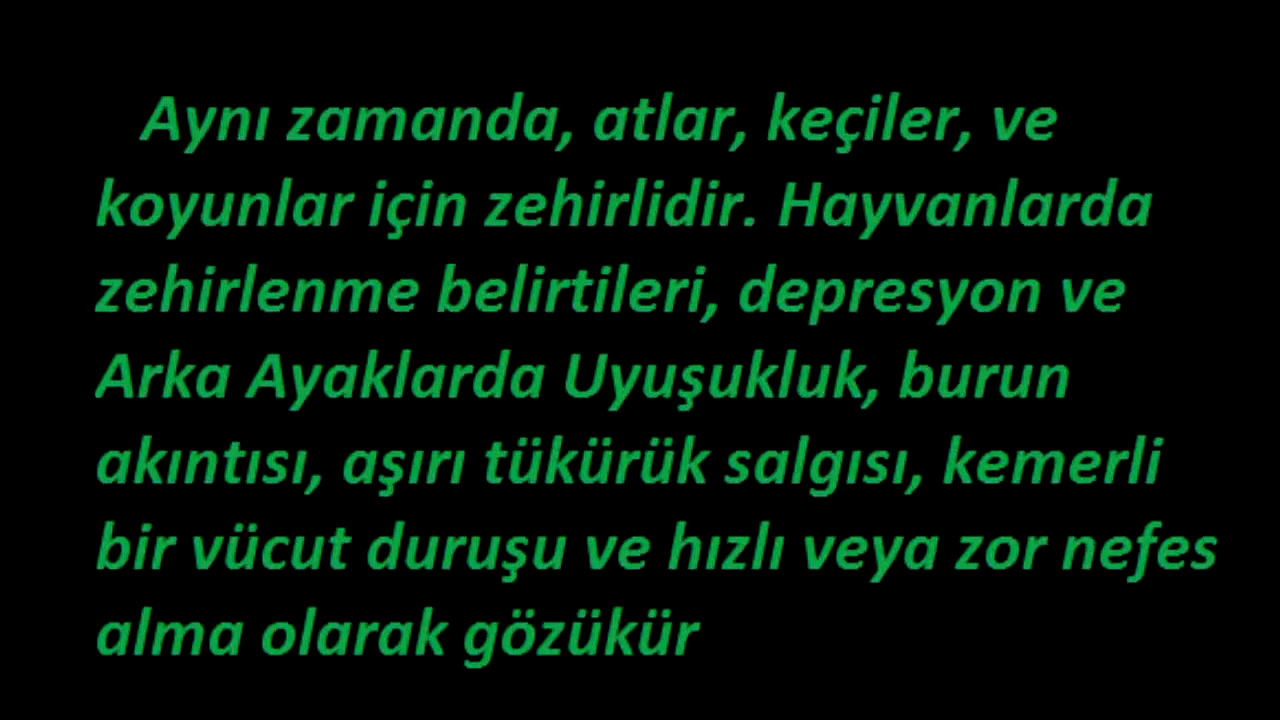 Aynı zamanda, atlar, keçiler, ve
koyunlar için zehirlidir. Hayvanlarda
zehirlenme belirtileri, depresyon ve
Arka Ayaklarda Uyuşukluk, burun
akıntısı, aşırı tükürük salgısı, kemerli
bir vücut duruşu ve hızlı veya zor nefes
alma olarak gözükür